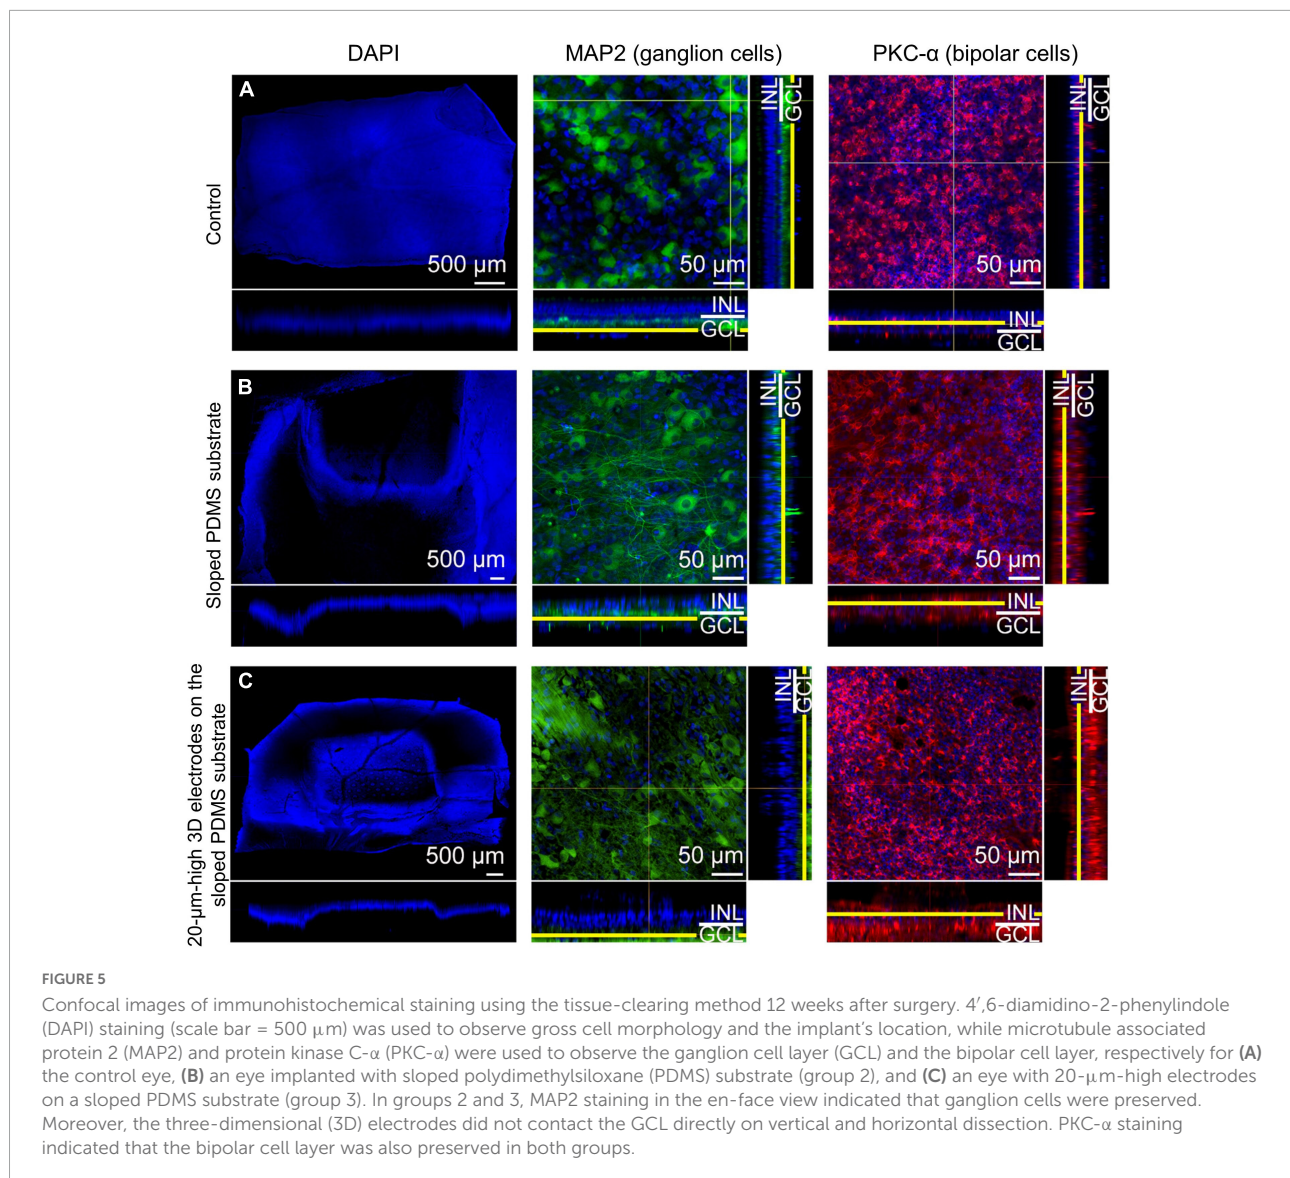 DAPI
MAP2 (ganglion cells)
PKC-α (bipolar cells)
Control
A
500 µm
50 µm
INL
GCL
INL
GCL
50 µm
INL
GCL
INL
GCL
Sloped PDMS substrate
B
500 µm
50 µm
INL
GCL
INL
GCL
50 µm
INL
GCL
INL
GCL
20-µm-high 3D electrodes on the
sloped PDMS substrate
C
500 µm
50 µm
INL
GCL
INL
GCL
50 µm
INL
GCL
INL
GCL
FIGURE 5
Confocal images of immunohistochemical staining using the tissue-clearing method 12 weeks after surgery. 4′,6-diamidino-2-phenylindole
(DAPI) staining (scale bar = 500 µm) was used to observe gross cell morphology and the implant’s location, while microtubule associated
protein 2 (MAP2) and protein kinase C-α (PKC-α) were used to observe the ganglion cell layer (GCL) and the bipolar cell layer, respectively for (A)
the control eye, (B) an eye implanted with sloped polydimethylsiloxane (PDMS) substrate (group 2), and (C) an eye with 20-µm-high electrodes
on a sloped PDMS substrate (group 3). In groups 2 and 3, MAP2 staining in the en-face view indicated that ganglion cells were preserved.
Moreover, the three-dimensional (3D) electrodes did not contact the GCL directly on vertical and horizontal dissection. PKC-α staining
indicated that the bipolar cell layer was also preserved in both groups.